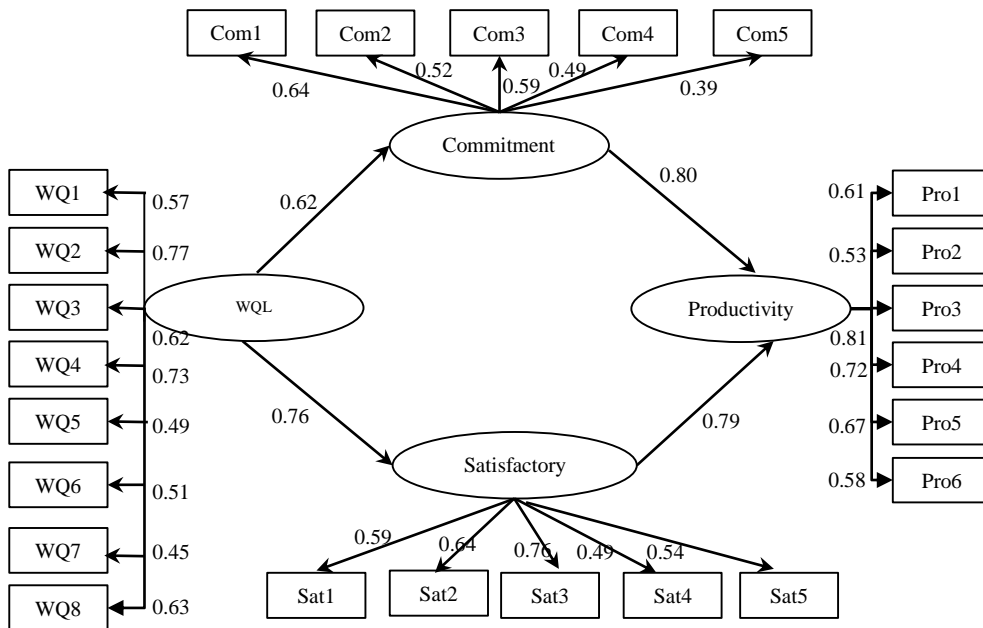 Com1
Com2
Com3
Com4
Com5
0.64
0.52
0.59
0.49
0.39
Commitment
0.62
0.80
WQ1
WQ2
WQ3
WQ4
WQ5
WQ6
WQ7
WQ8
0.57
0.77
0.62
0.73
0.49
0.51
0.45
0.63
WQL
Productivity
0.61
0.53
0.81
0.72
0.67
0.58
Pro1
Pro2
Pro3
Pro4
Pro5
Pro6
0.76
0.79
Satisfactory
0.59
0.64
0.76
0.49
0.54
Sat1
Sat2
Sat3
Sat4
Sat5